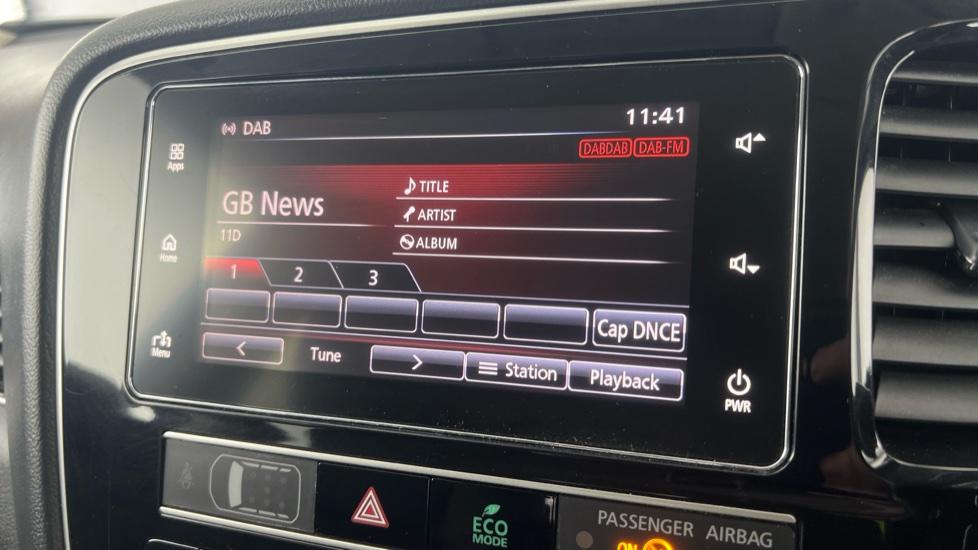 DAB
11:41
DABDAB DAB-FM
Apps
GB News
11D
TITLE
ARTIST
ALBUM
Home
1 2 3
Cap DNCE
Menu
Tune
Station
Playback
PWR
ECO
MODE
PASSENGER AIRBAG
ON